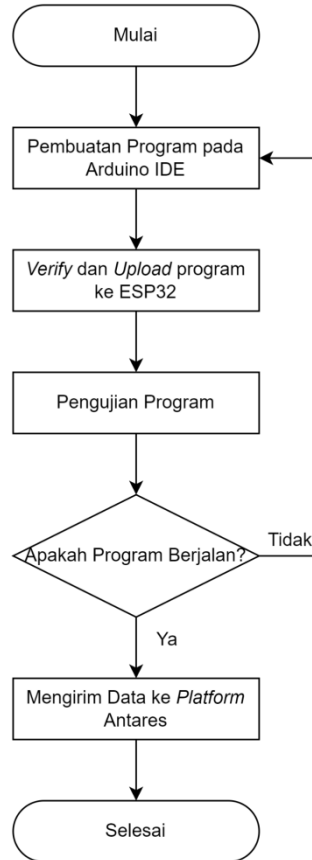 Mulai
Pembuatan Program pada
Arduino IDE
Verify dan Upload program
ke ESP32
Pengujian Program
Apakah Program Berjalan?
Tidak
Ya
Mengirim Data ke Platform
Antares
Selesai